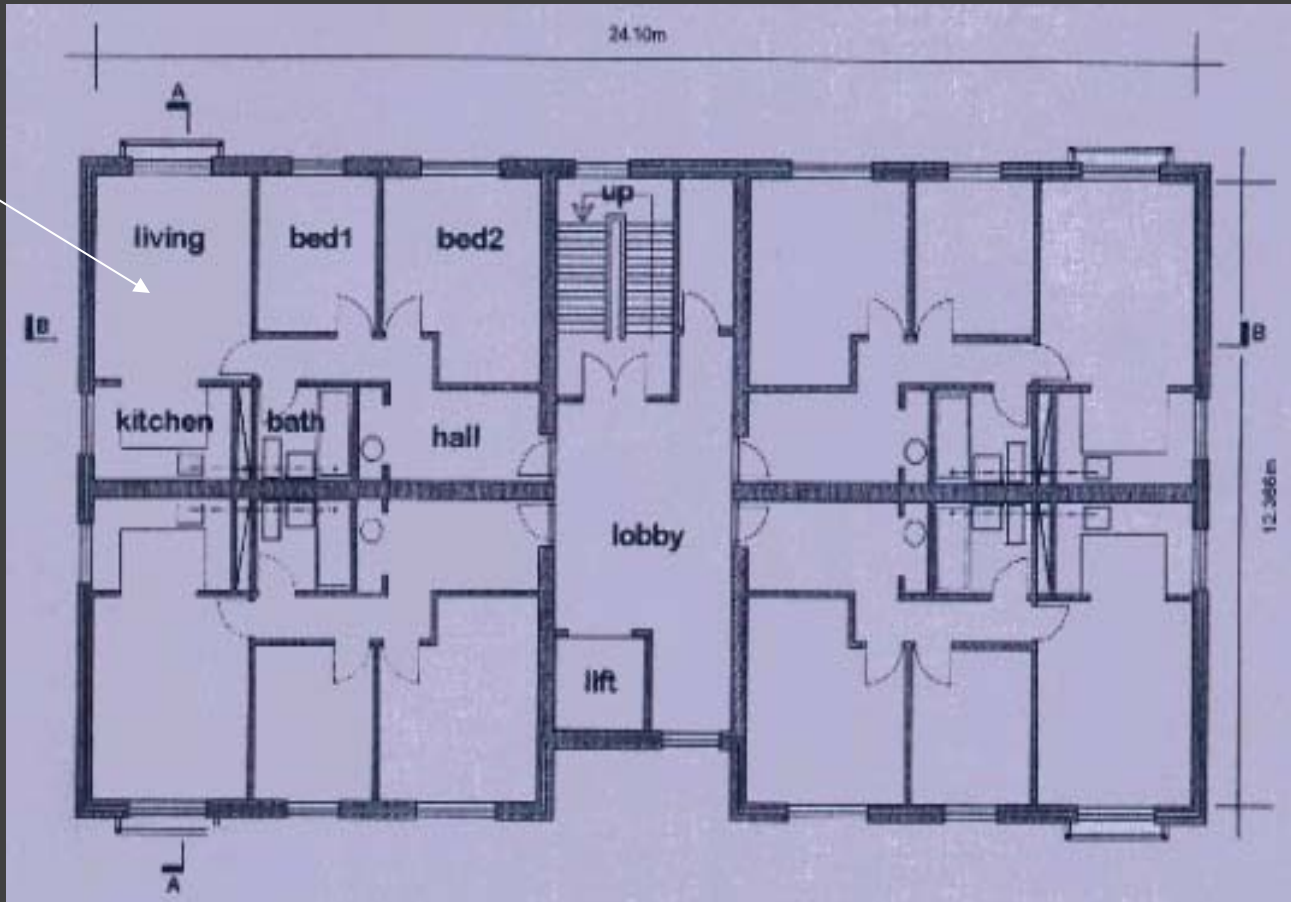 24.10m
A
up
living
bed1
bed2
B
B
kitchen
bath
hall
lobby
12.366m
lift
A